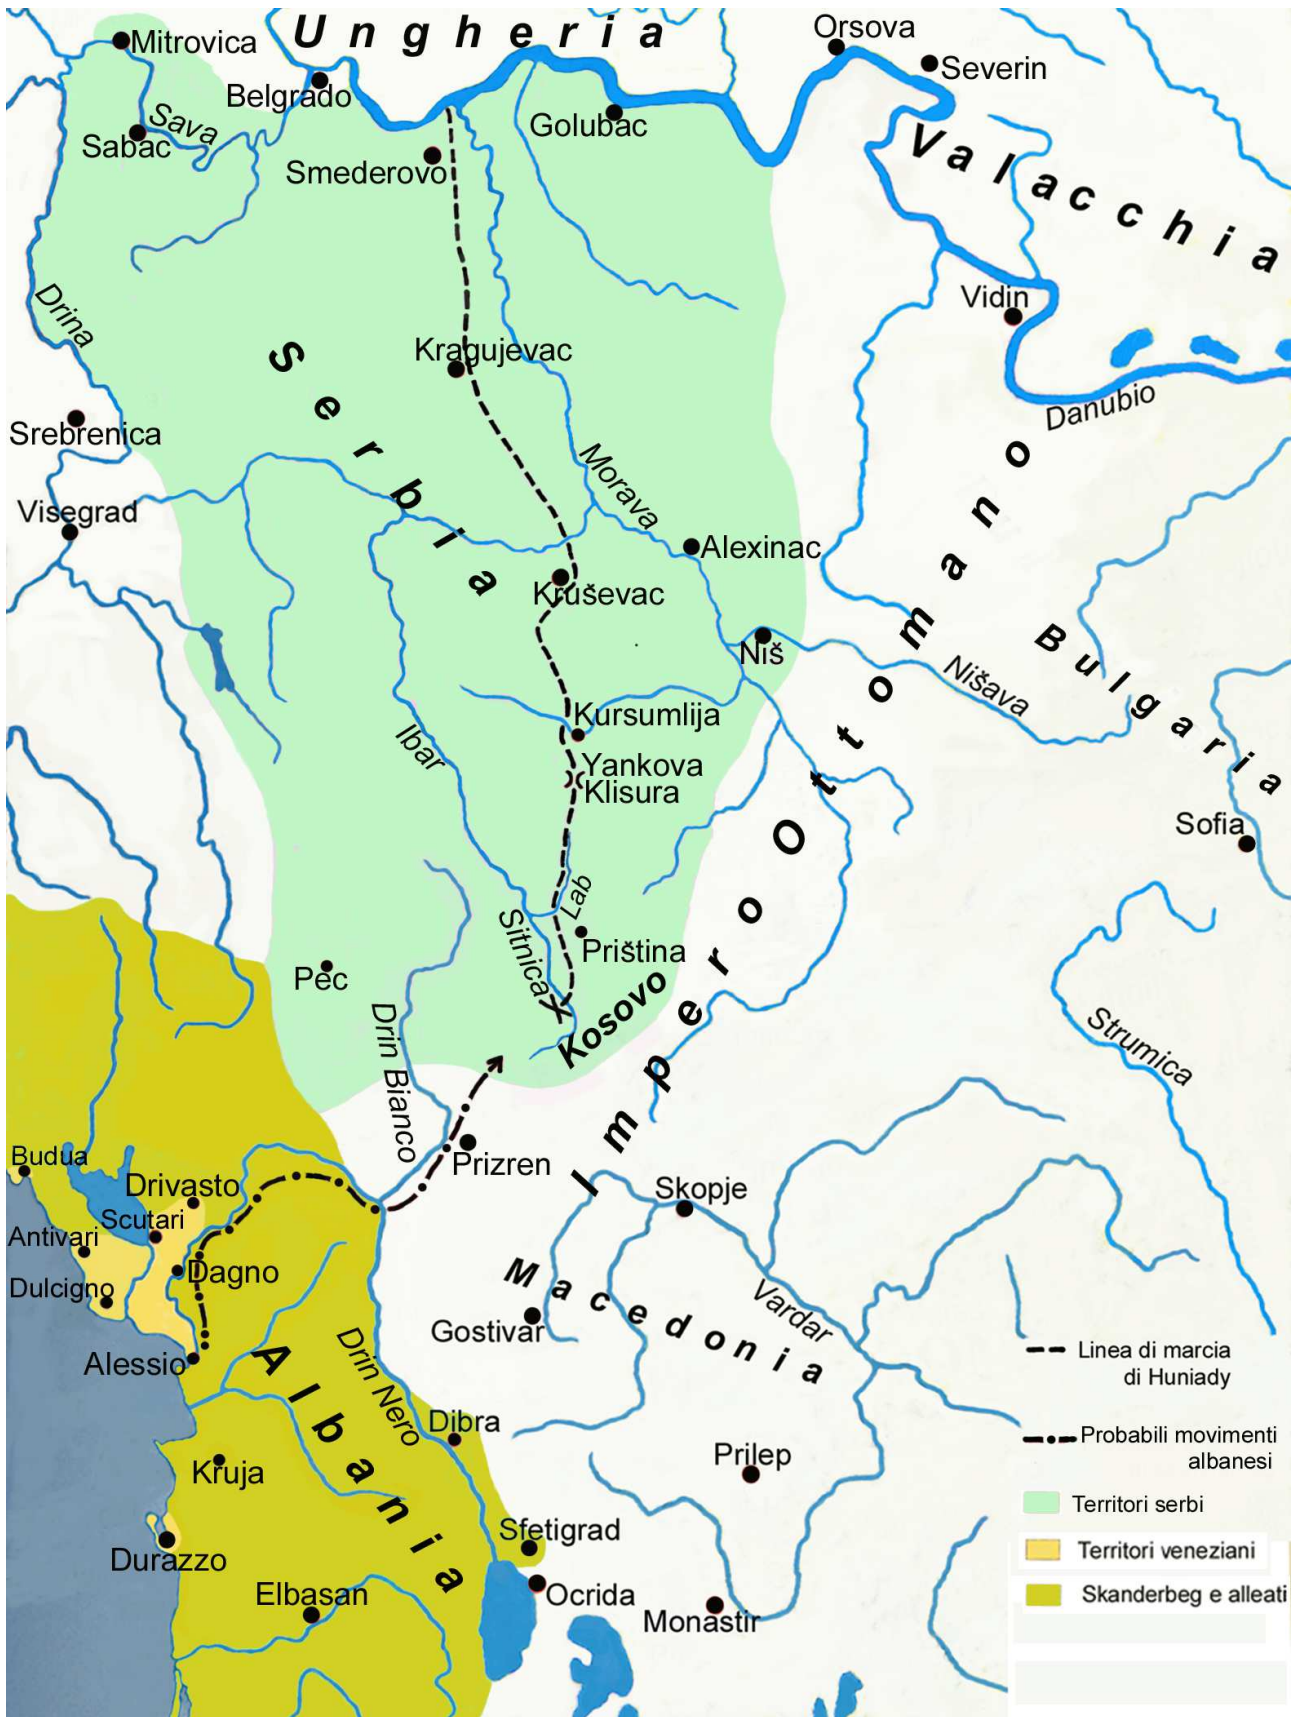 Ungheria
Orsova
Mitrovica
Severin
Belgrado
Sava
Sabac
Golubac
Smederovo
Valacchia
Drina
Vidin
Kragujevac
Serbia
Danubio
Srebrenica
Morava
Visegrad
Alexinac
Kruševac
Niš
Nišava
Bulgaria
Kursumlija
Ibar
Yankova
Klisura
Sofia
Impero Ottomano
Lab
Sitnica
Priština
Pec
Kosovo
Drin Bianco
Strumica
Budua
Prizren
Drivasto
Skopje
Scutari
Antivari
Dagno
Dulcigno
Macedonia
Vardar
Gostivar
Alessio
Albania
Drin Nero
Linea di marcia
di Huniady
Dibra
Probabili movimenti
albanesi
Kruja
Prilep
Territori serbi
Sfetigrad
Durazzo
Territori veneziani
Elbasan
Ocrida
Skanderbeg e alleati
Monastir